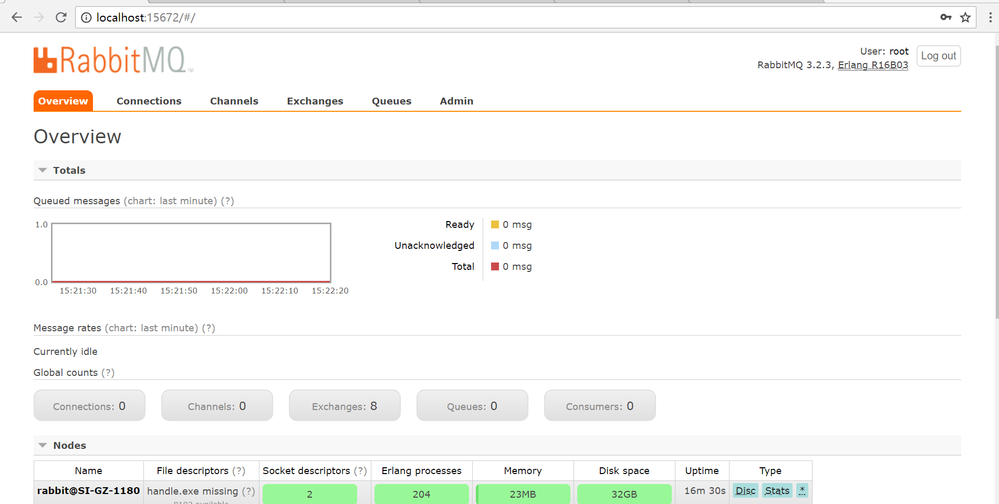 localhost:15672/#/
RabbitMQ™
User: root
RabbitMQ 3.2.3, Erlang R16B03
Log out
Overview Connections Channels Exchanges Queues Admin
Overview
Totals
Queued messages (chart: last minute) (?)
1.0
0.0
15:21:30 15:21:40 15:21:50 15:22:00 15:22:10 15:22:20
Ready 0 msg
Unacknowledged 0 msg
Total 0 msg
Message rates (chart: last minute) (?)
Currently idle
Global counts (?)
Connections: 0 Channels: 0 Exchanges: 8 Queues: 0 Consumers: 0
Nodes
Name File descriptors (?) Socket descriptors (?) Erlang processes Memory Disk space Uptime Type
rabbit@SI-GZ-1180 handle.exe missing (?) 2 204 23MB 32GB 16m 30s Disc Stats *
8192 available